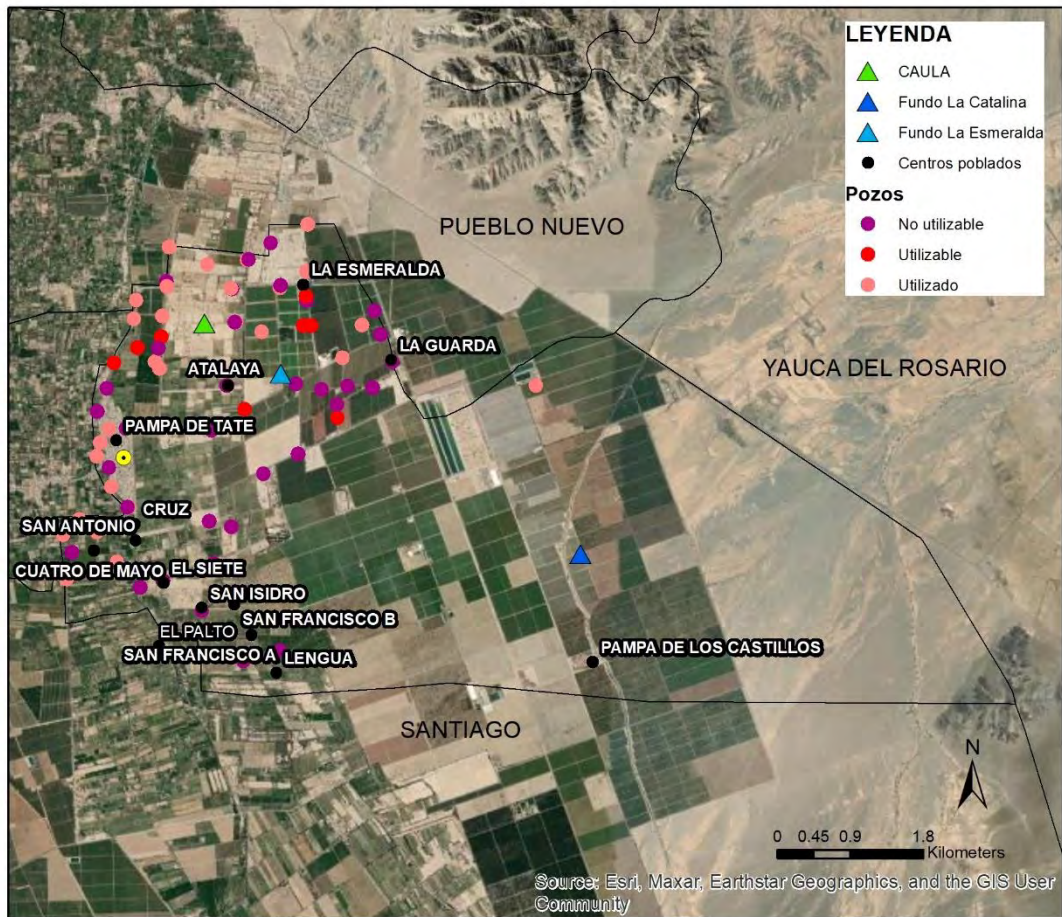 LEYENDA
CAULA
Fundo La Catalina
Fundo La Esmeralda
Centros poblados
Pozos
No utilizable
Utilizable
Utilizado
PUEBLO NUEVO
LA ESMERALDA
LA GUARDA
YAUCA DEL ROSARIO
ATALAYA
PAMPA DE TATE
CRUZ
SAN ANTONIO
CUATRO DE MAYO
EL SIETE
SAN ISIDRO
SAN FRANCISCO B
EL PALTO
SAN FRANCISCO A
LENGUA
PAMPA DE LOS CASTILLOS
SANTIAGO
N
0 0.45 0.9 1.8
Kilometers
Source: Esri, Maxar, Earthstar Geographics, and the GIS User
Community